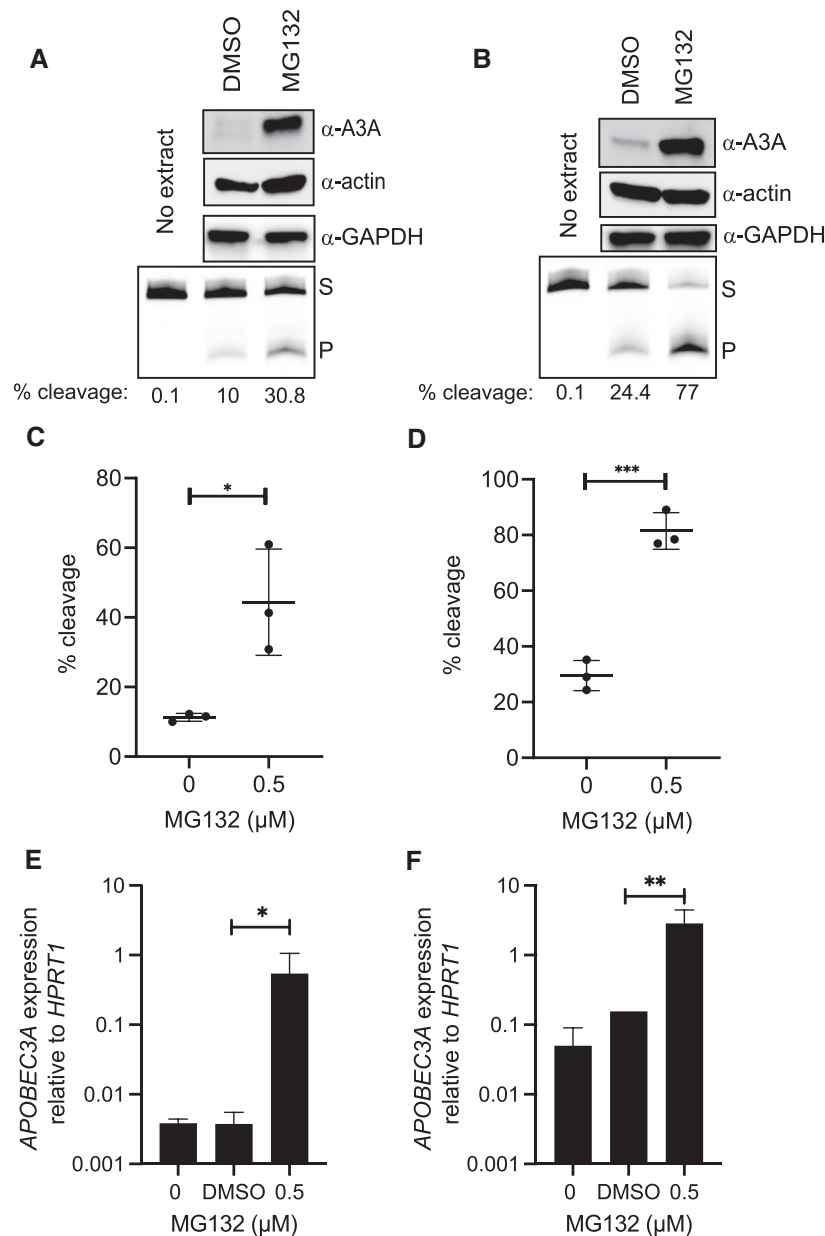 A
DMSO
MG132
No extract
α-A3A
α-actin
α-GAPDH
S
P
% cleavage: 0.1 10 30.8
B
DMSO
MG132
No extract
α-A3A
α-actin
α-GAPDH
S
P
% cleavage: 0.1 24.4 77
C
80
60
40
20
0
% cleavage
*
0 0.5
MG132 (µM)
D
100
80
60
40
20
0
% cleavage
***
0 0.5
MG132 (µM)
E
10
1
0.1
0.01
0.001
APOBEC3A expression
relative to HPRT1
*
0 DMSO 0.5
MG132 (µM)
F
10
1
0.1
0.01
0.001
APOBEC3A expression
relative to HPRT1
**
0 DMSO 0.5
MG132 (µM)